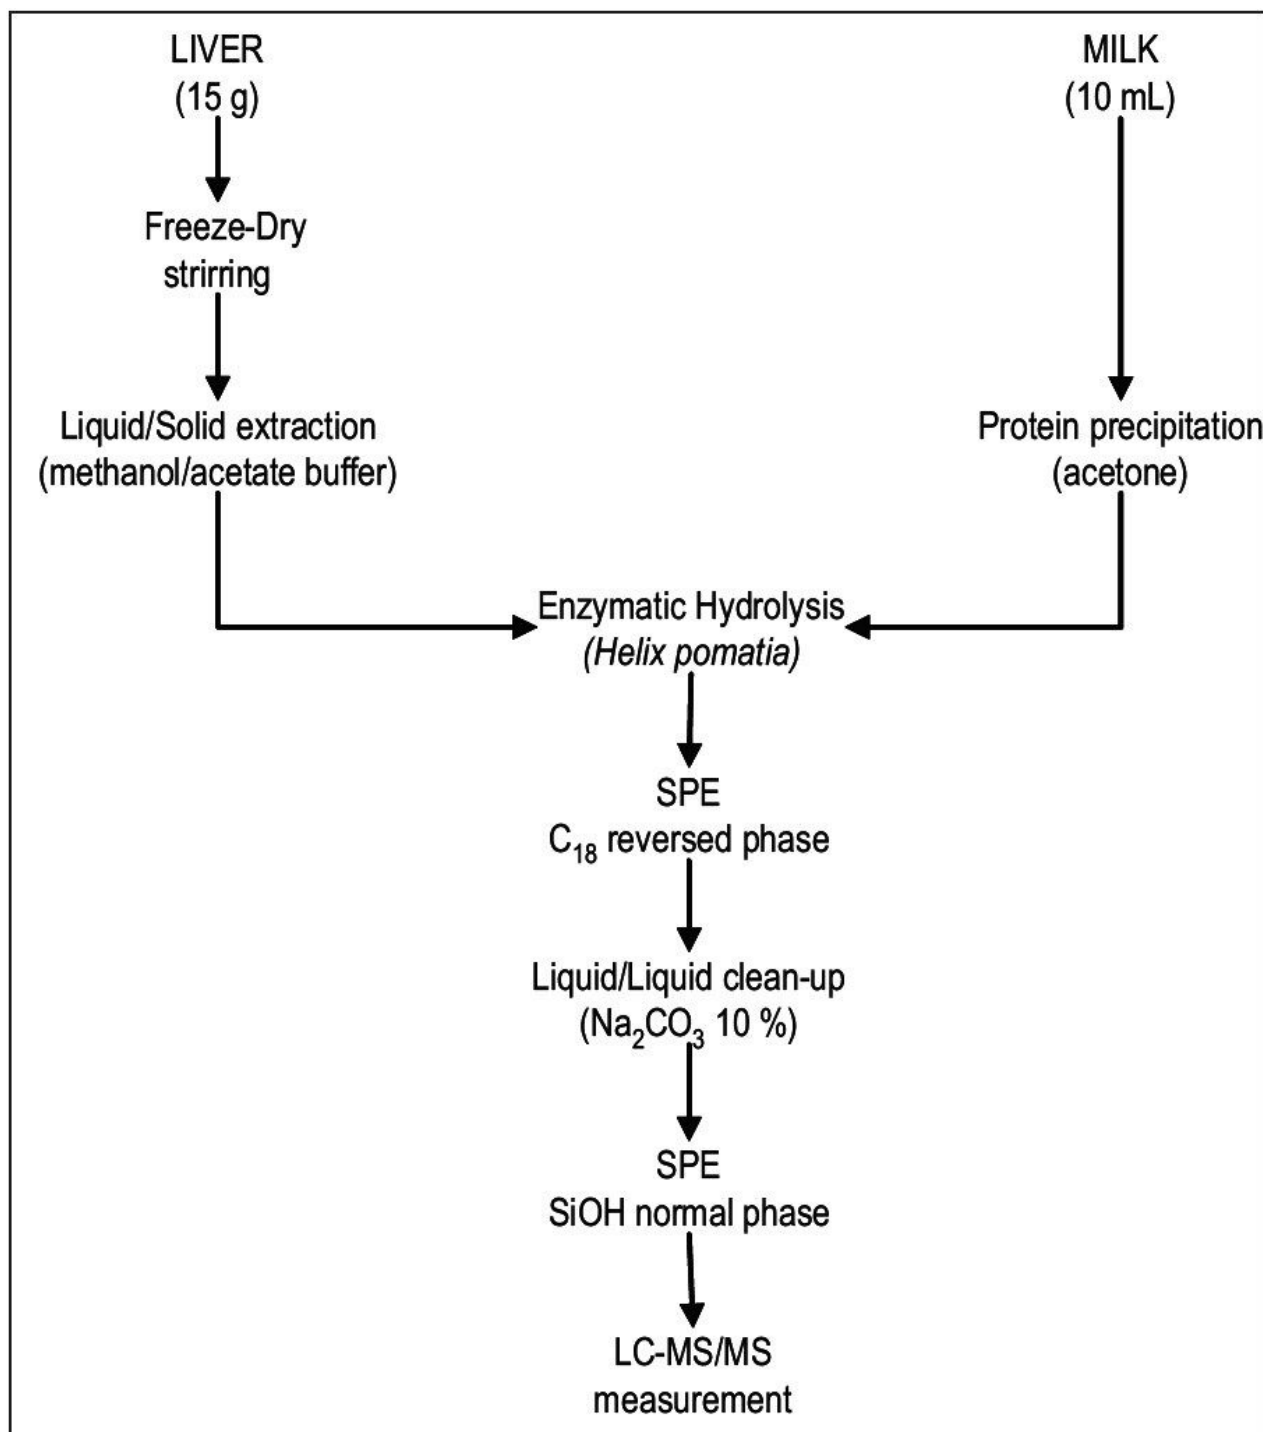 LIVER
(15 g)
MILK
(10 mL)
Freeze-Dry
strirring
Liquid/Solid extraction
(methanol/acetate buffer)
Protein precipitation
(acetone)
Enzymatic Hydrolysis
(Helix pomatia)
SPE
C₁₈ reversed phase
Liquid/Liquid clean-up
(Na₂CO₃ 10 %)
SPE
SiOH normal phase
LC-MS/MS
measurement